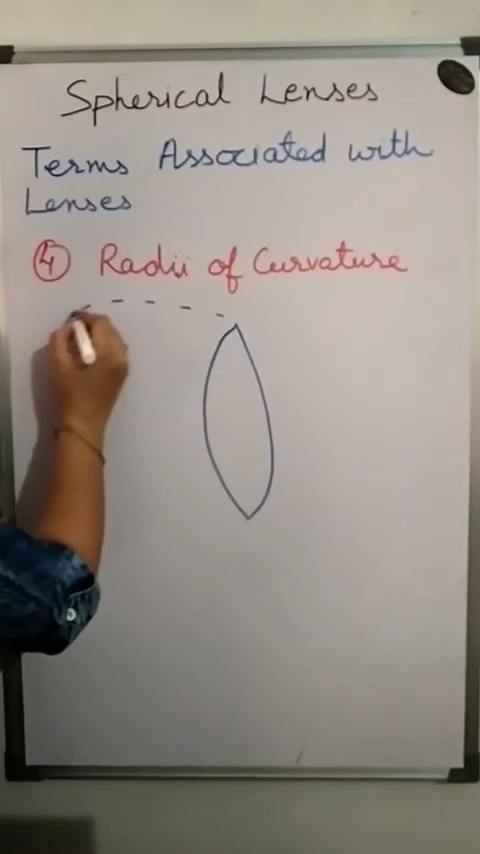 Spherical Lenses
Terms Associated with
Lenses
4 Radii of Curvature